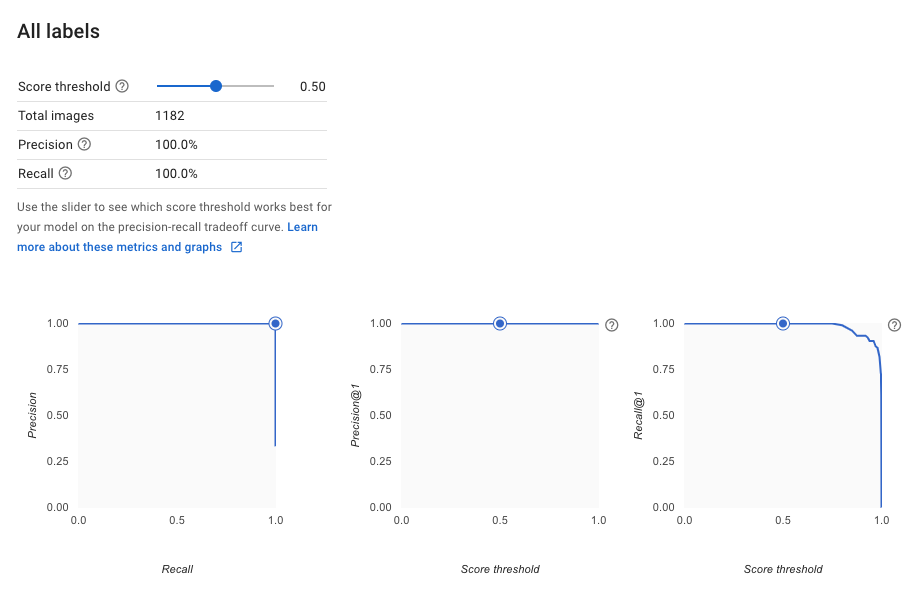 All labels
Score threshold 0.50
Total images 1182
Precision 100.0%
Recall 100.0%
Use the slider to see which score threshold works best for
your model on the precision-recall tradeoff curve. Learn
more about these metrics and graphs
1.00
0.75
0.50
0.25
0.00
0.0 0.5 1.0
Precision
Recall
1.00
0.75
0.50
0.25
0.00
0.0 0.5 1.0
Precision@1
Score threshold
1.00
0.75
0.50
0.25
0.00
0.0 0.5 1.0
Recall@1
Score threshold